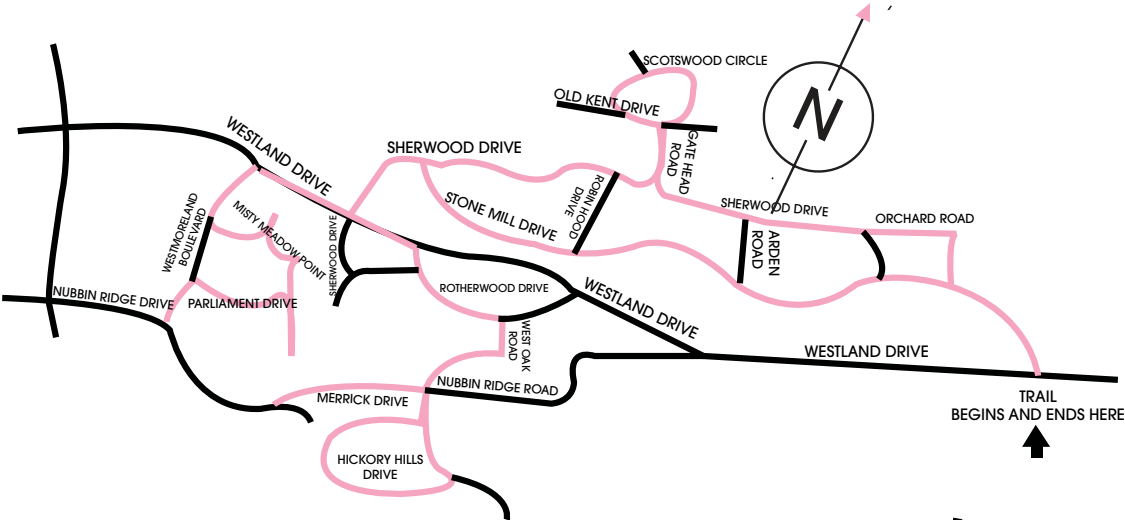 SCOTSWOOD CIRCLE
OLD KENT DRIVE
N
WESTLAND DRIVE
SHERWOOD DRIVE
GATE HEAD
ROAD
ROBIN HOOD
DRIVE
STONE MILL DRIVE
SHERWOOD DRIVE
ORCHARD ROAD
WESTMORELAND
BOULEVARD
MISTY MEADOW POINT
SHERWOOD DRIVE
ARDEN
ROAD
NUBBIN RIDGE DRIVE
PARLIAMENT DRIVE
ROTHERWOOD DRIVE
WESTLAND DRIVE
WEST OAK
ROAD
WESTLAND DRIVE
NUBBIN RIDGE ROAD
MERRICK DRIVE
TRAIL
BEGINS AND ENDS HERE
HICKORY HILLS
DRIVE